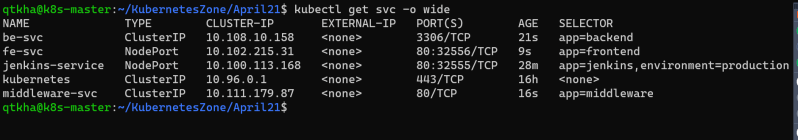 qtkha@k8s-master:~/KubernetesZone/April21$ kubectl get svc -o wide
NAME TYPE CLUSTER-IP EXTERNAL-IP PORT(S) AGE SELECTOR
be-svc ClusterIP 10.108.10.158 <none> 3306/TCP 21s app=backend
fe-svc NodePort 10.102.215.31 <none> 80:32556/TCP 9s app=frontend
jenkins-service NodePort 10.100.113.168 <none> 80:32555/TCP 28m app=jenkins,environment=production
kubernetes ClusterIP 10.96.0.1 <none> 443/TCP 16h <none>
middleware-svc ClusterIP 10.111.179.87 <none> 80/TCP 16s app=middleware
qtkha@k8s-master:~/KubernetesZone/April21$